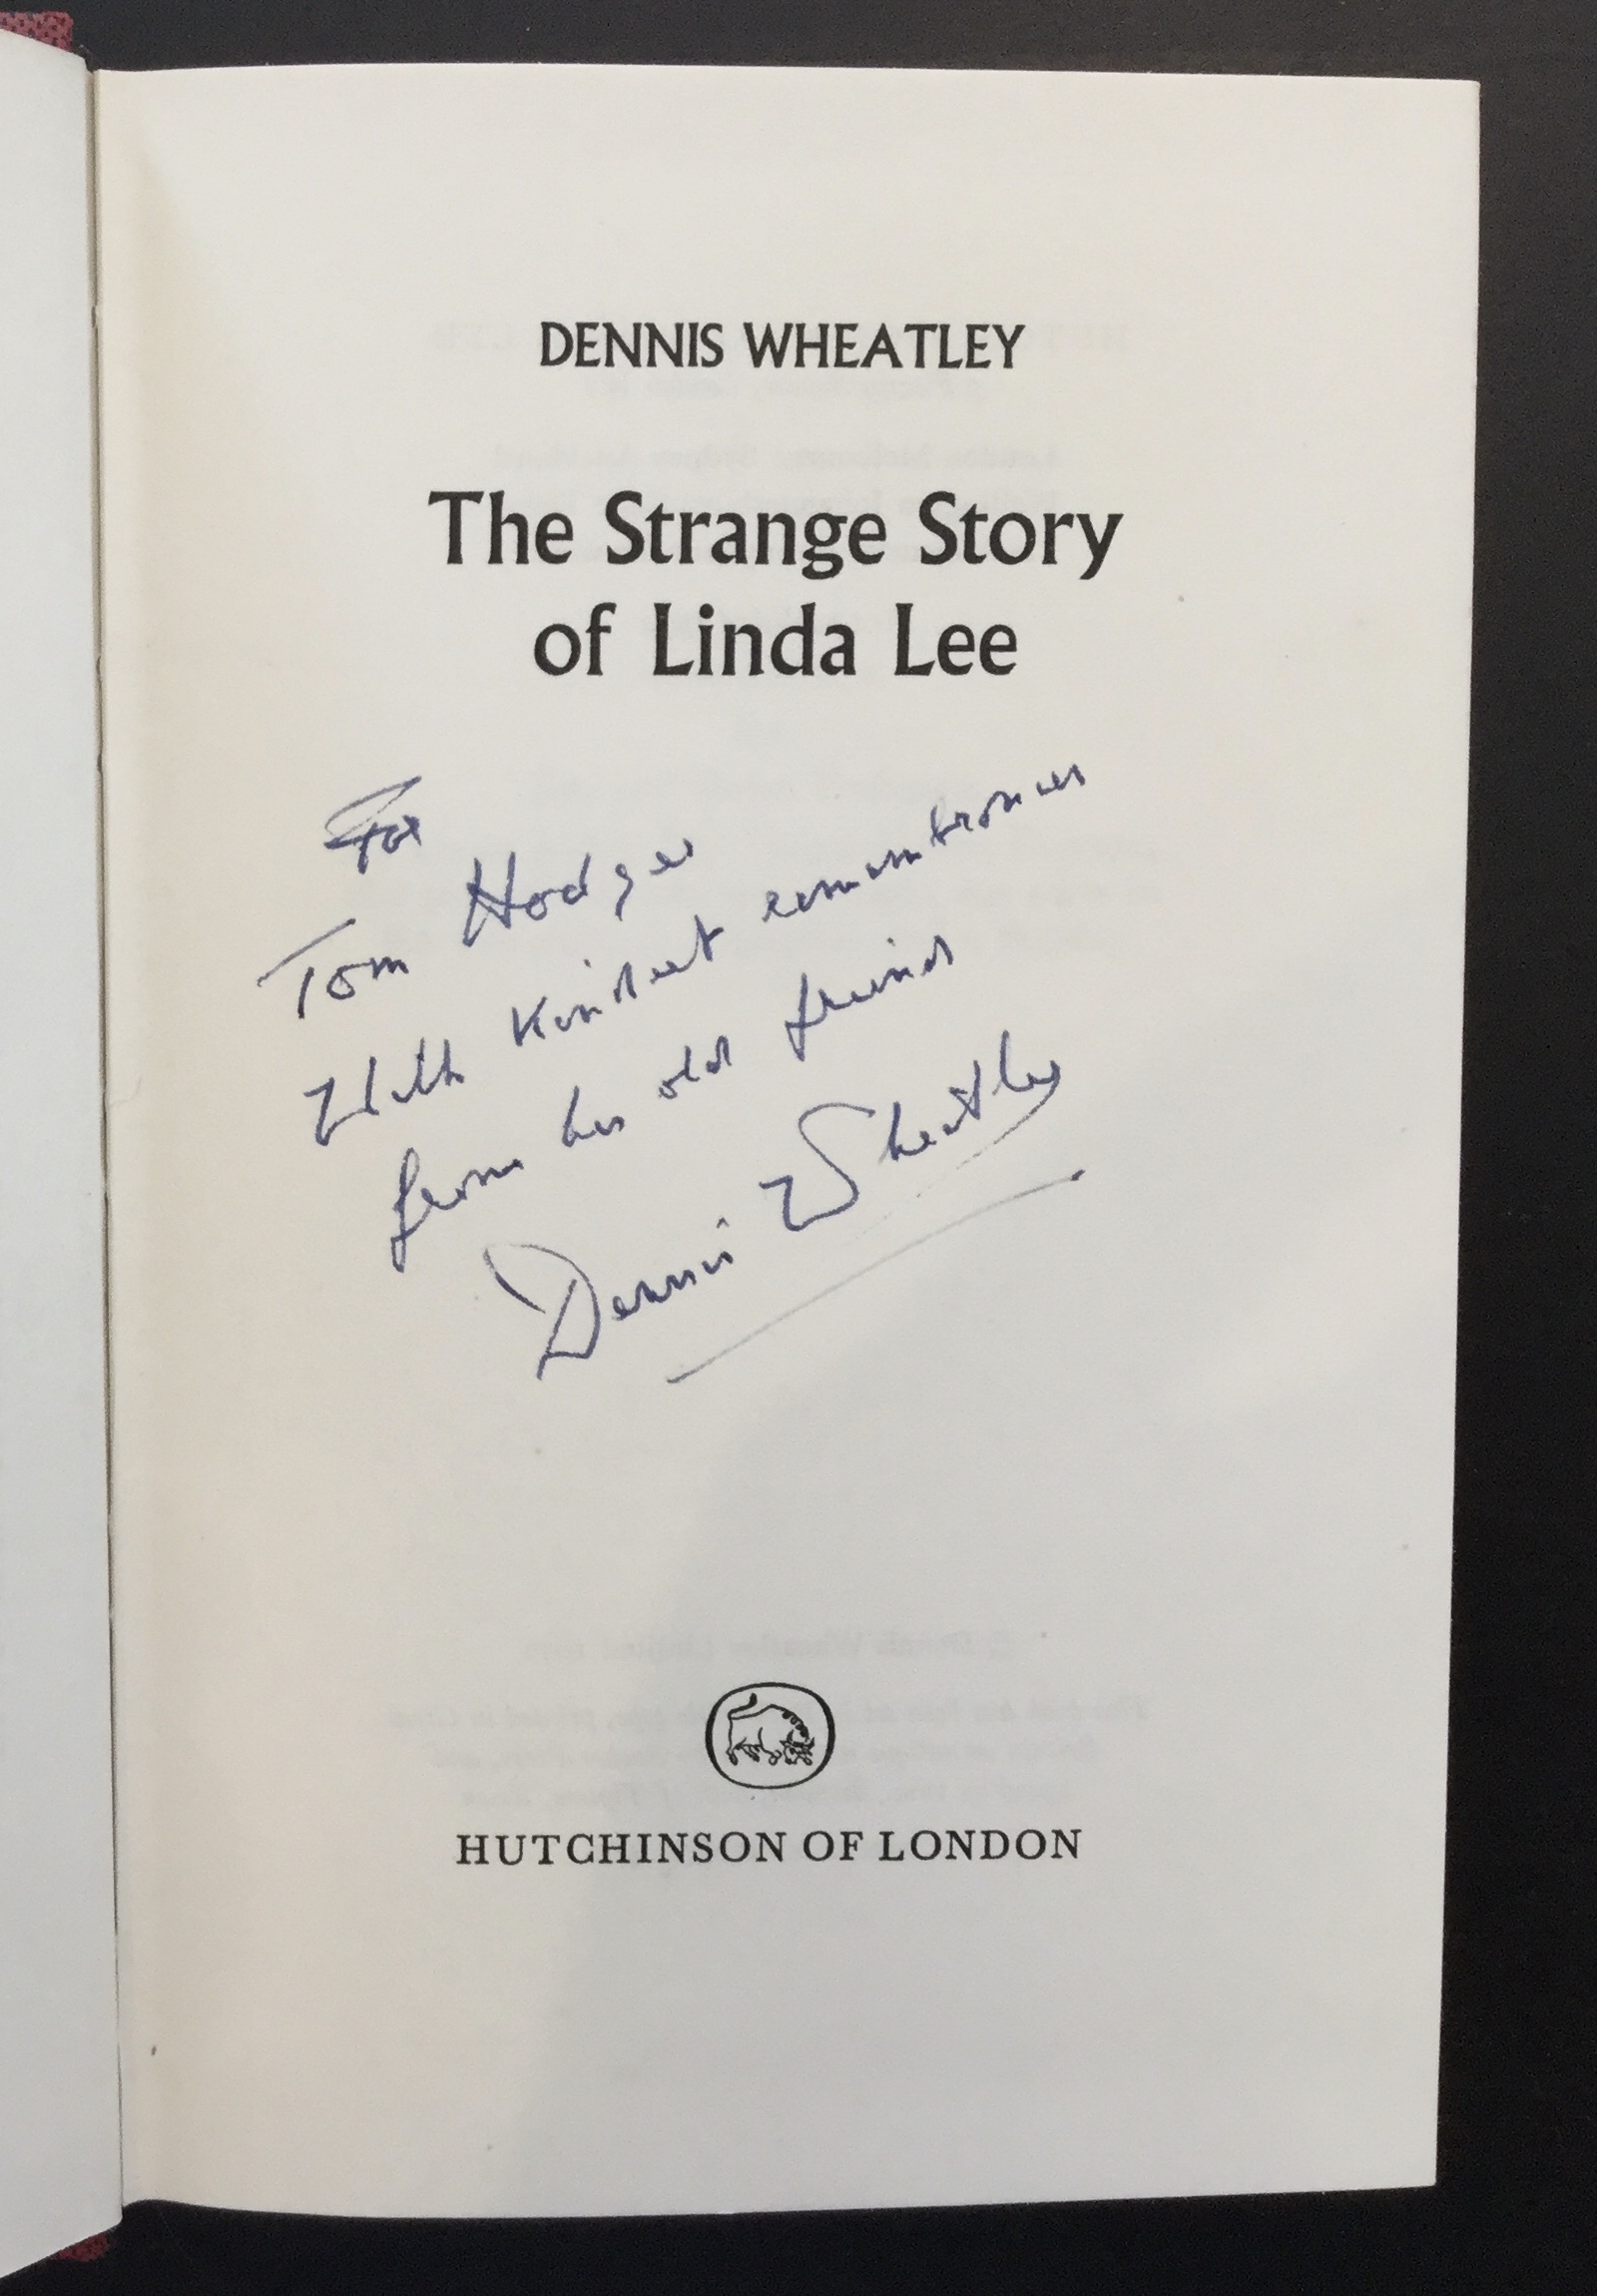 DENNIS WHEATLEY
The Strange Story
of Linda Lee
For
Tom Hodges
With Kindest remembrances
from his old friend
Dennis Wheatley
HUTCHINSON OF LONDON